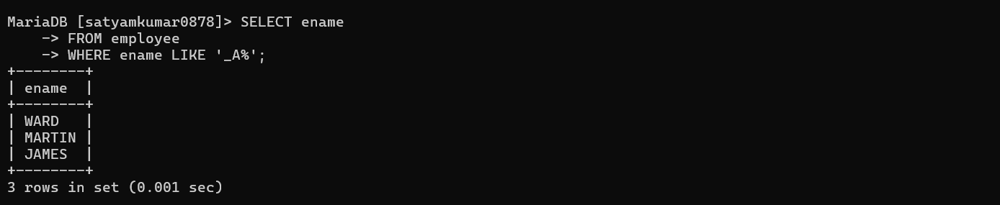 MariaDB [satyamkumar0878]> SELECT ename
    -> FROM employee
    -> WHERE ename LIKE '_A%';
+--------+
| ename  |
+--------+
| WARD   |
| MARTIN |
| JAMES  |
+--------+
3 rows in set (0.001 sec)